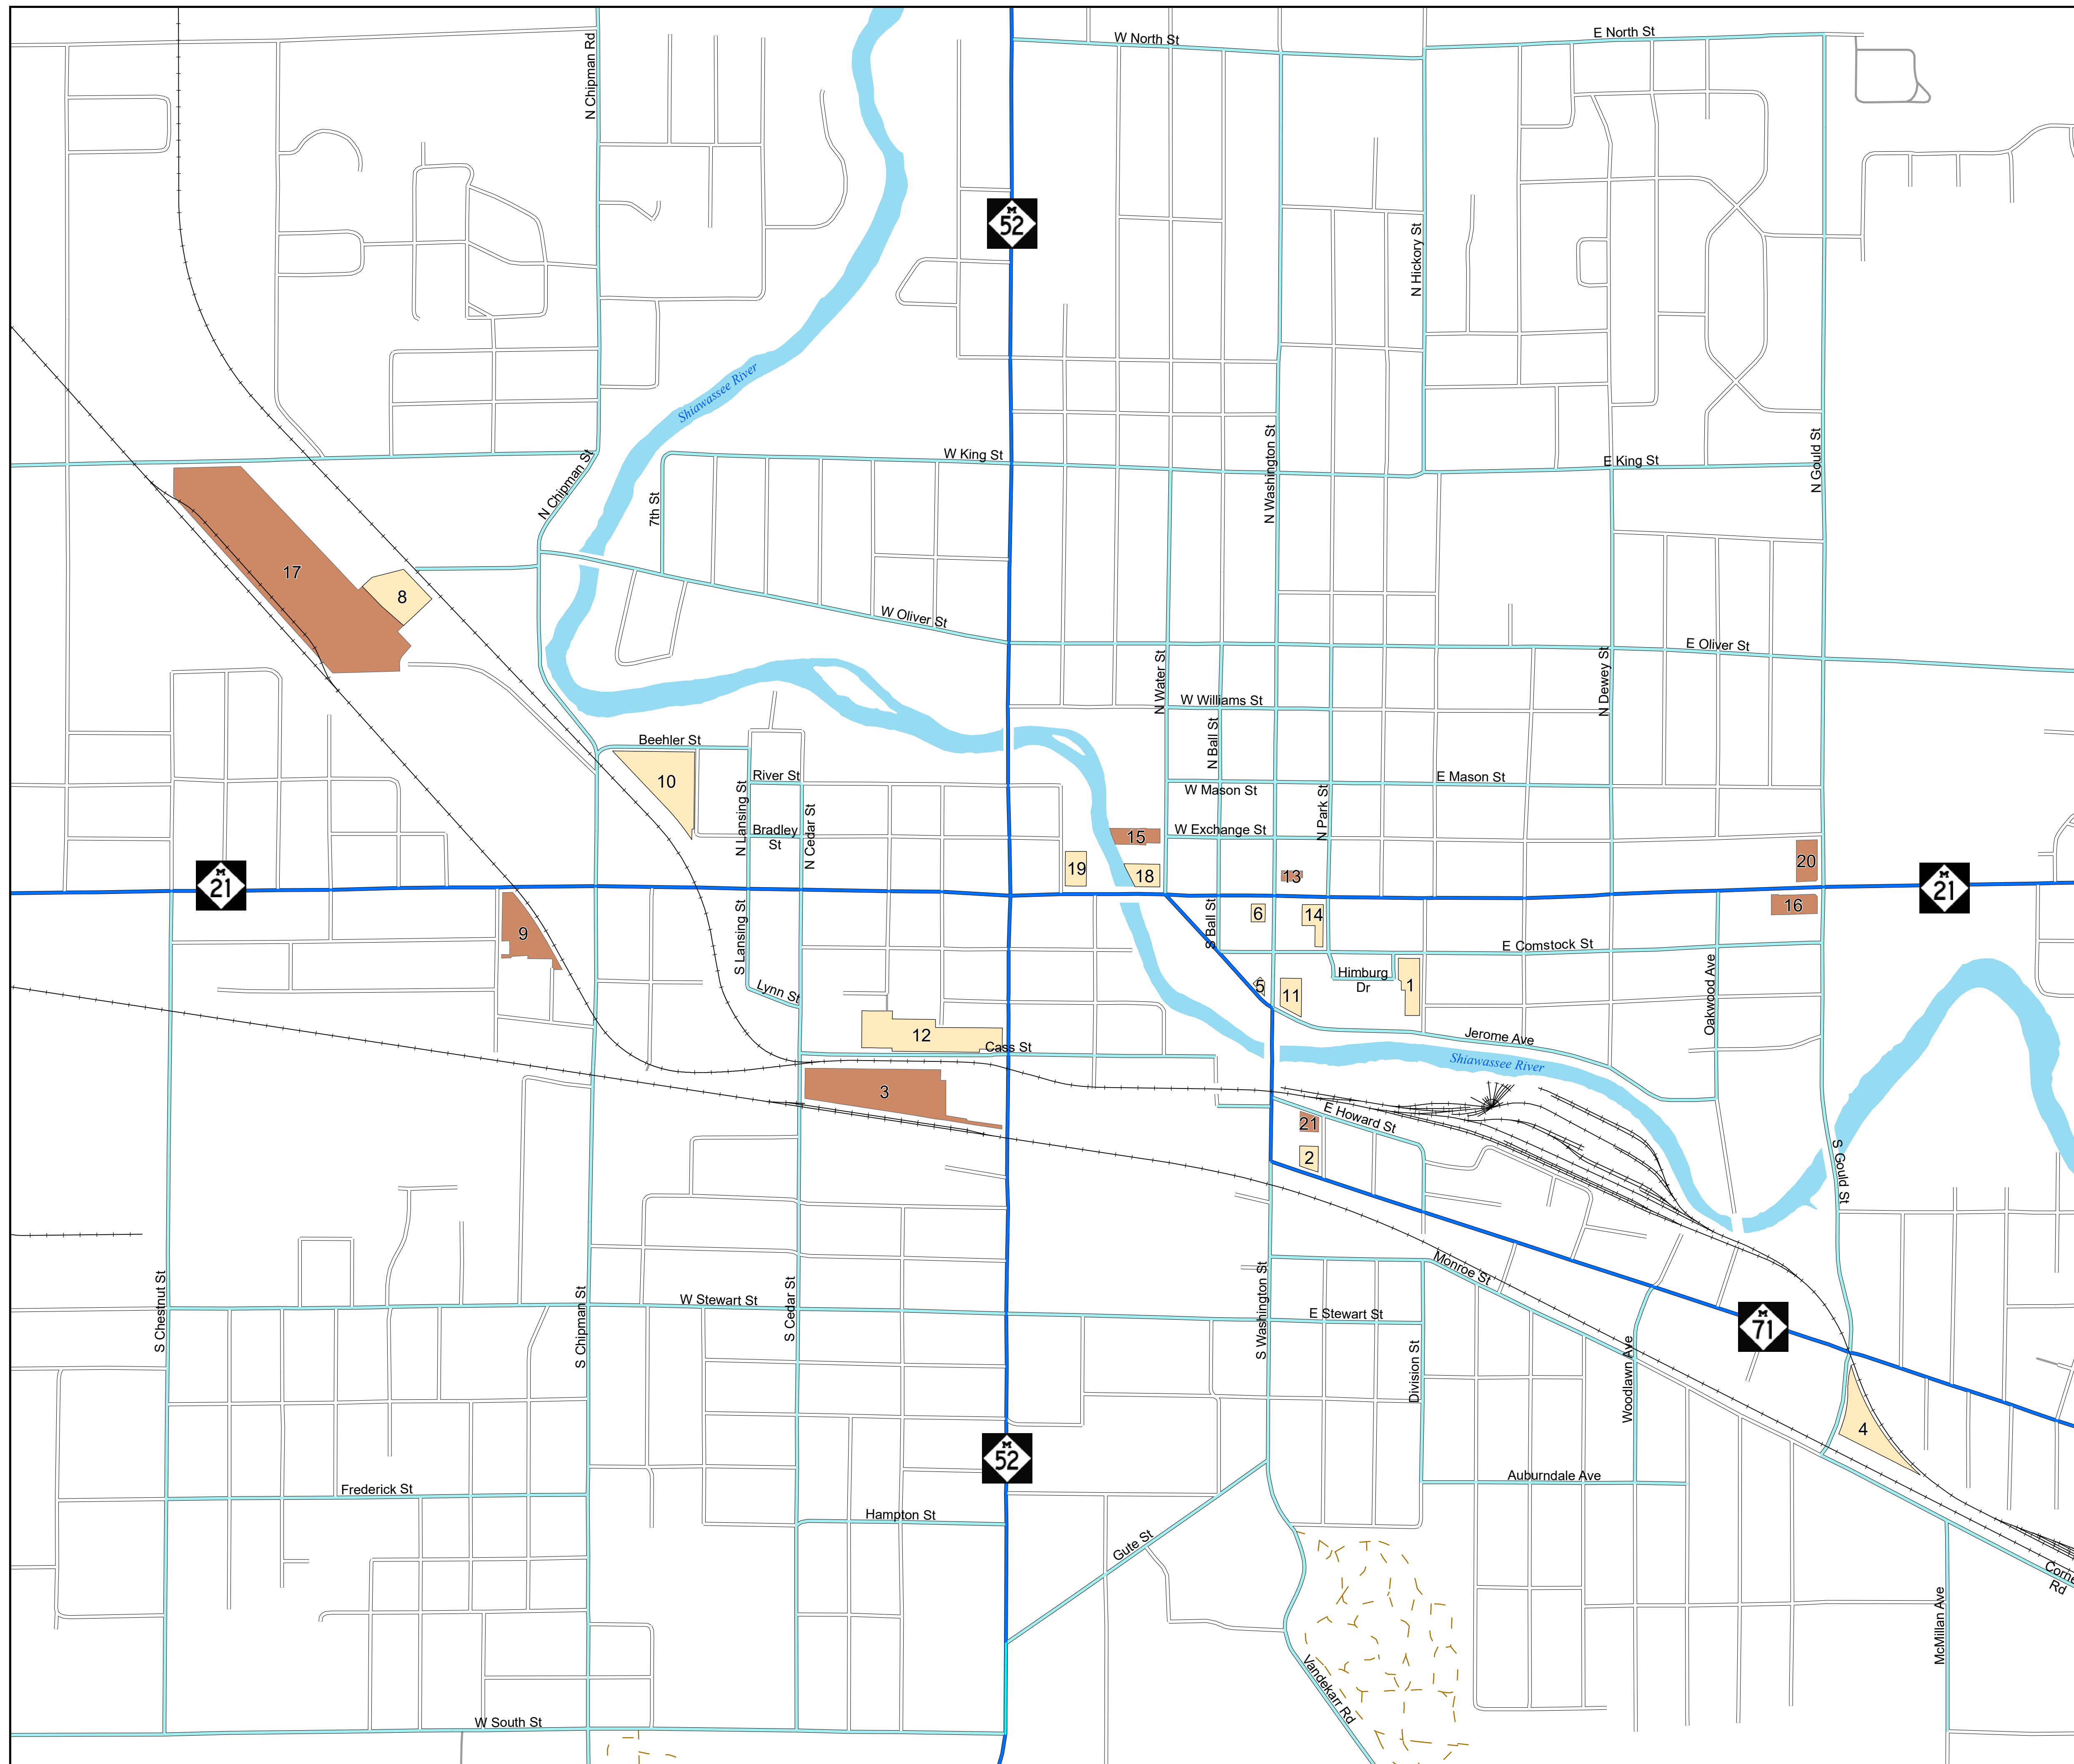 W North St
E North St
N Chipman Rd
M
52
N Hickory St
Shiawassee River
W King St
N Washington St
E King St
N Gould St
N Chipman St
7th St
17
8
W Oliver St
E Oliver St
N Water St
N Dewey St
W Williams St
N Ball St
Beehler St
10
River St
N Lansing St
E Mason St
W Mason St
N Park St
Bradley
St
N Cedar St
W Exchange St
15
19
18
13
20
M
21
M
21
16
9
6
14
S Ball St
S Lansing St
E Comstock St
Himburg
Dr
1
Oakwood Ave
5
11
Lynn St
12
Cass St
Jerome Ave
Shiawassee River
3
E Howard St
21
2
S Gould St
S Chestnut St
S Chipman St
W Stewart St
S Cedar St
S Washington St
Monroe St
E Stewart St
M
71
Division St
Woodlawn Ave
4
M
52
Auburndale Ave
Frederick St
Hampton St
Gute St
Corne
Rd
McMillan Ave
Vandekarr Rd
W South St